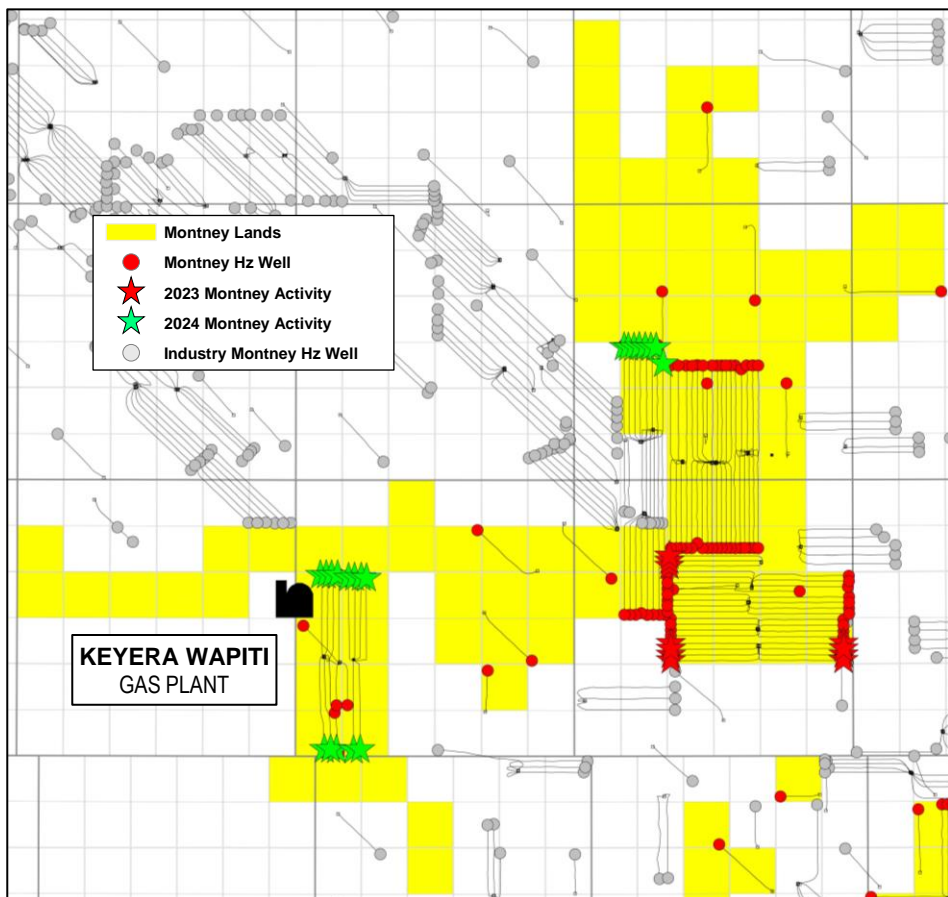 Montney Lands
Montney Hz Well
2023 Montney Activity
2024 Montney Activity
Industry Montney Hz Well
KEYERA WAPITI
GAS PLANT